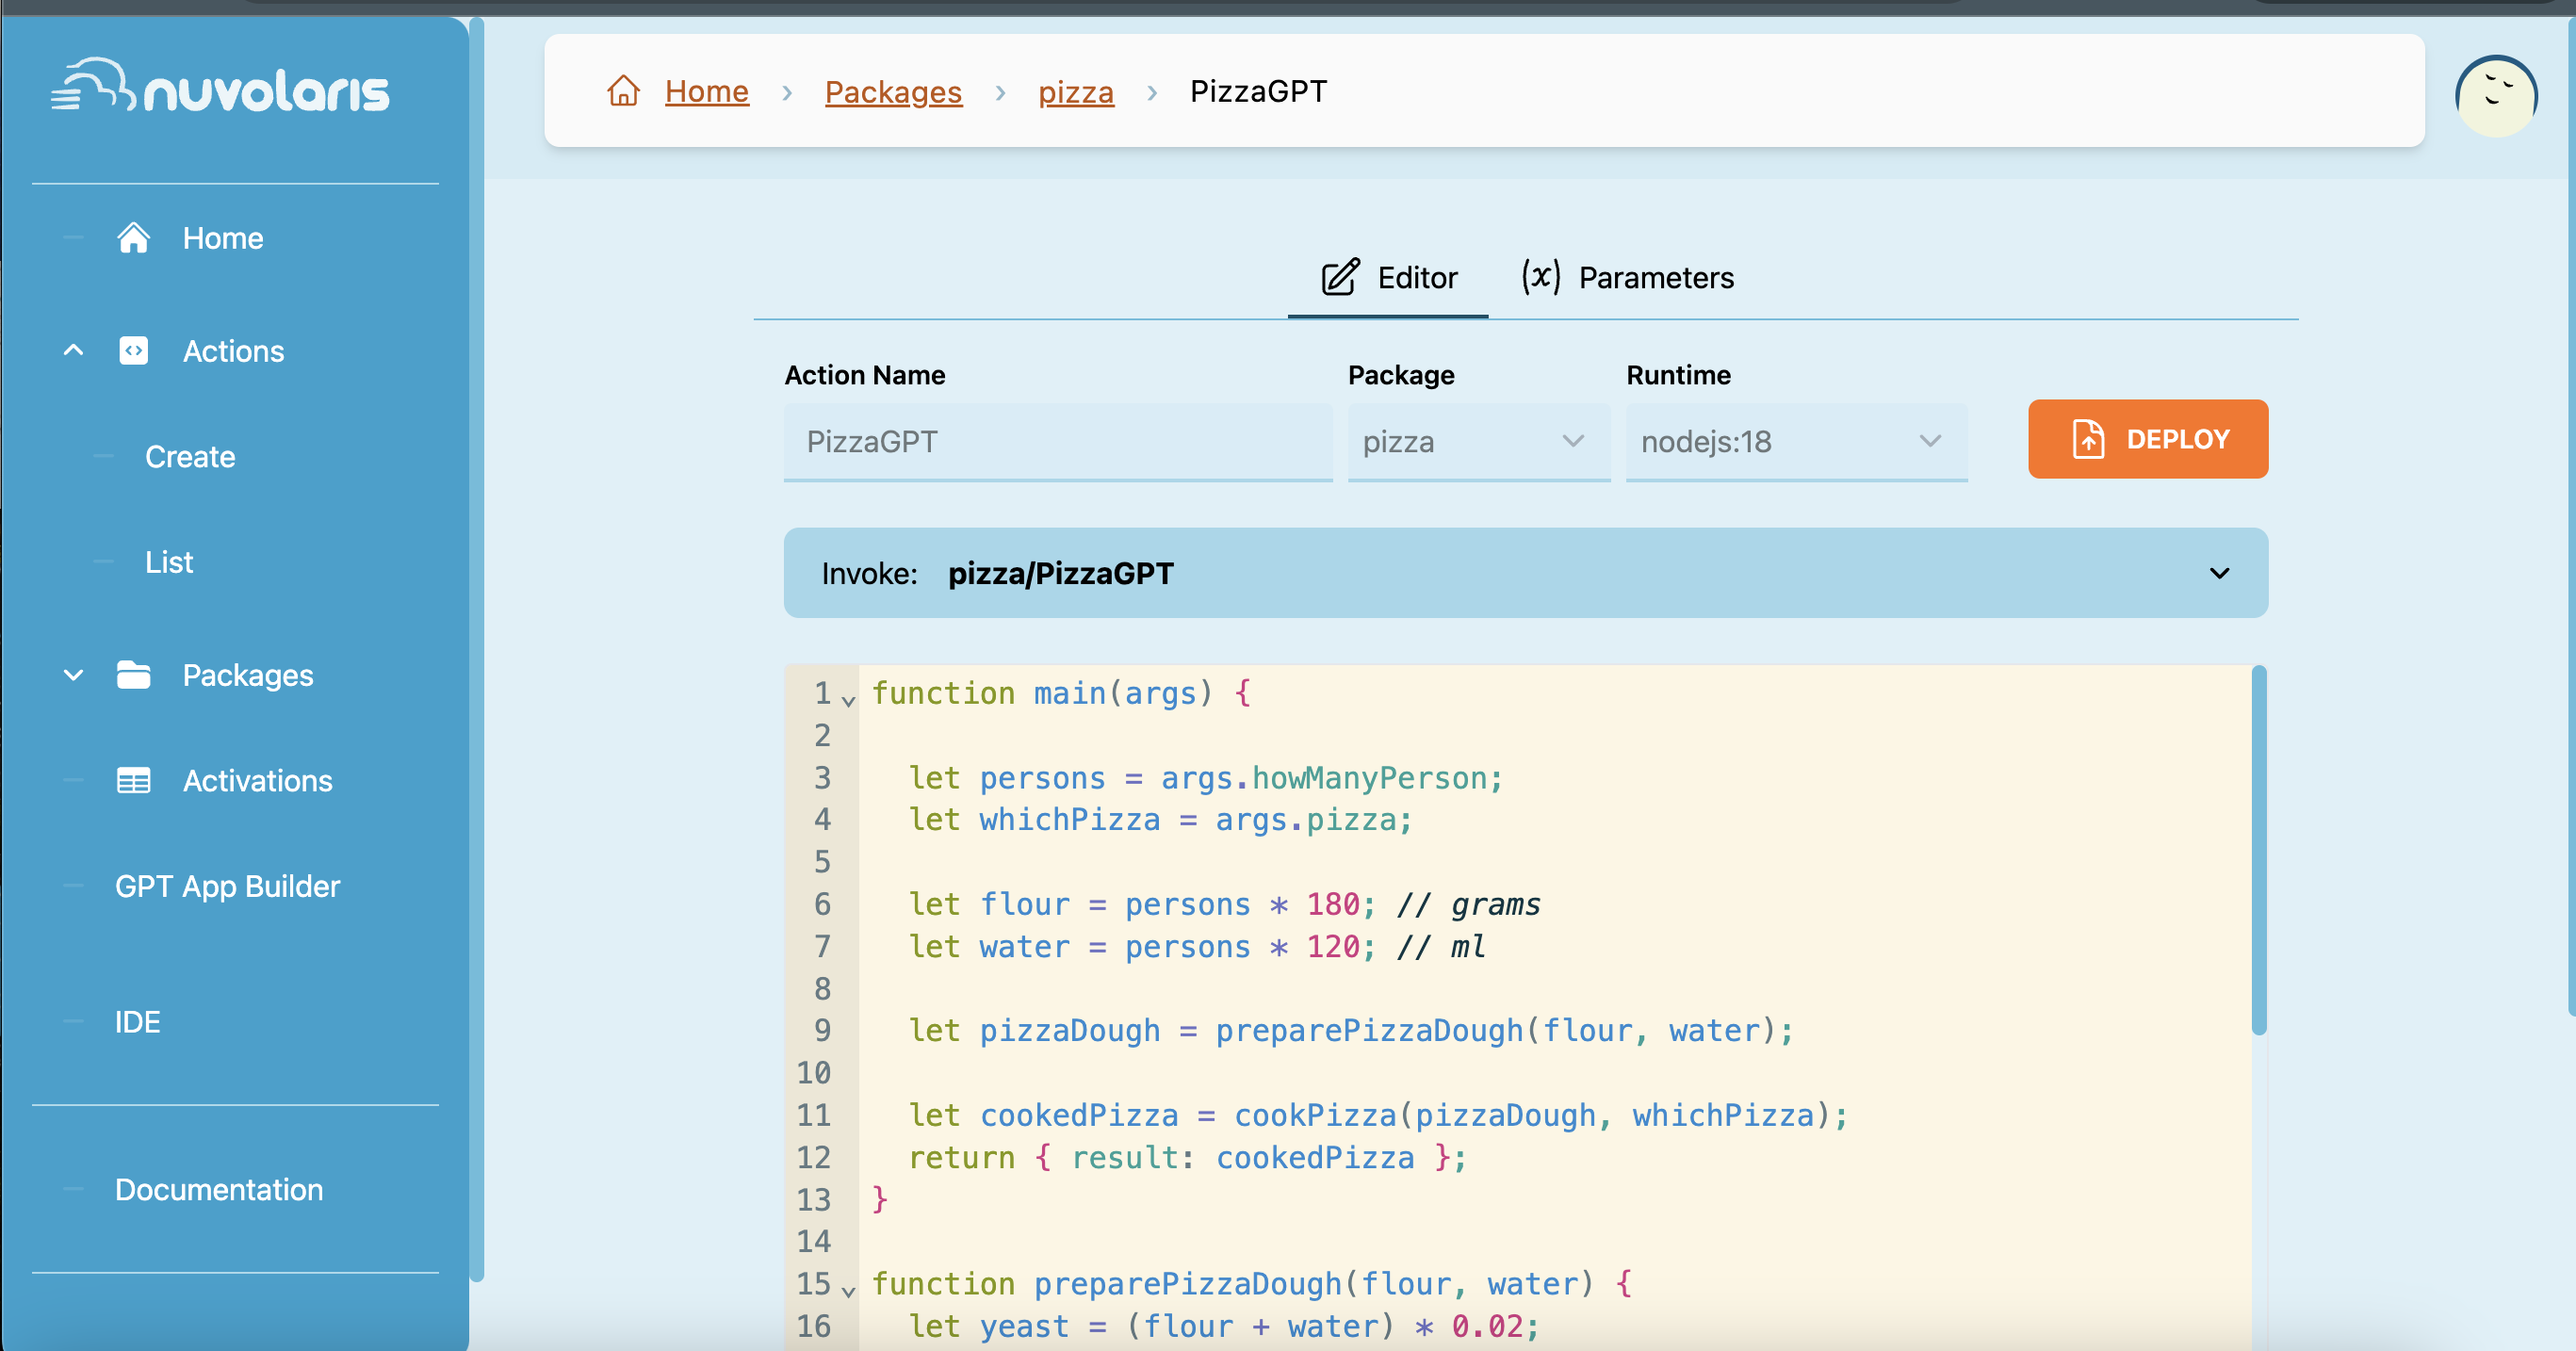 nuvolaris
Home
Actions
Create
List
Packages
Activations
GPT App Builder
IDE
Documentation
Home › Packages › pizza › PizzaGPT
Editor (x) Parameters
Action Name Package Runtime
PizzaGPT pizza nodejs:18 DEPLOY
Invoke: pizza/PizzaGPT
1 function main(args) {
2
3 let persons = args.howManyPerson;
4 let whichPizza = args.pizza;
5
6 let flour = persons * 180; // grams
7 let water = persons * 120; // ml
8
9 let pizzaDough = preparePizzaDough(flour, water);
10
11 let cookedPizza = cookPizza(pizzaDough, whichPizza);
12 return { result: cookedPizza };
13 }
14
15 function preparePizzaDough(flour, water) {
16 let yeast = (flour + water) * 0.02;